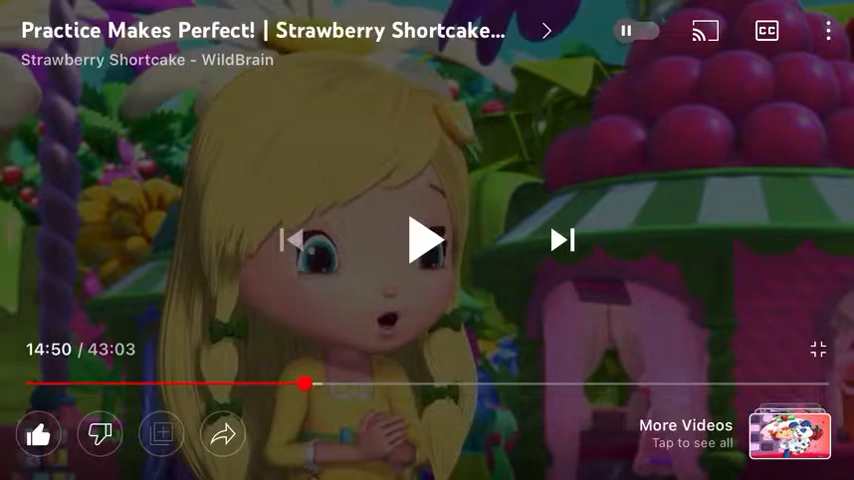 Practice Makes Perfect! | Strawberry Shortcake...
Strawberry Shortcake - WildBrain
CC
14:50 / 43:03
More Videos
Tap to see all